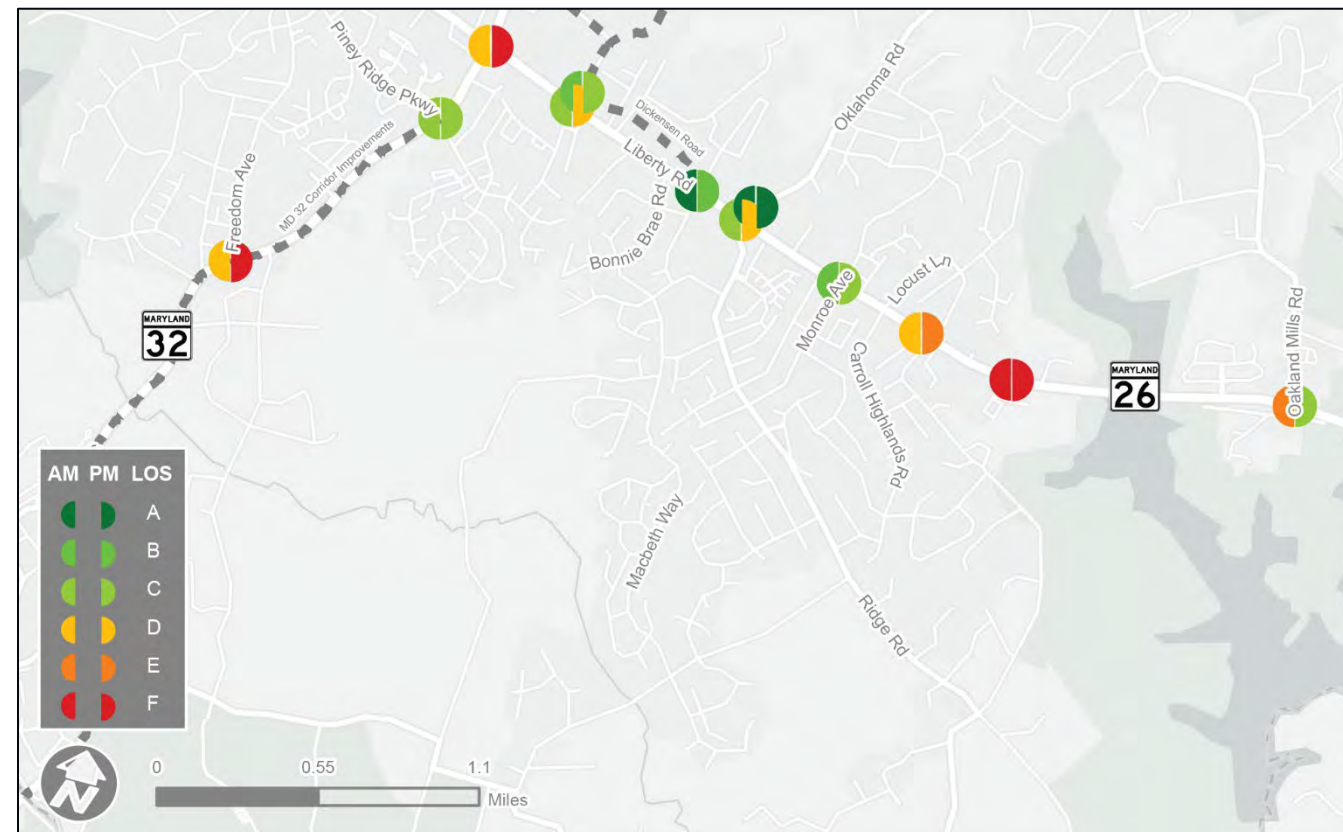 Piney Ridge Pkwy
Oklahoma Rd
Dickensen Road
MD 32 Corridor Improvements
Liberty Rd
Freedom Ave
Bonnie Brae Rd
Locust Ln
Monroe Ave
Oakland Mills Rd
MARYLAND
32
Carroll Highlands Rd
MARYLAND
26
Macbeth Way
Ridge Rd
AM PM LOS
A
B
C
D
E
F
N
0 0.55 1.1
Miles